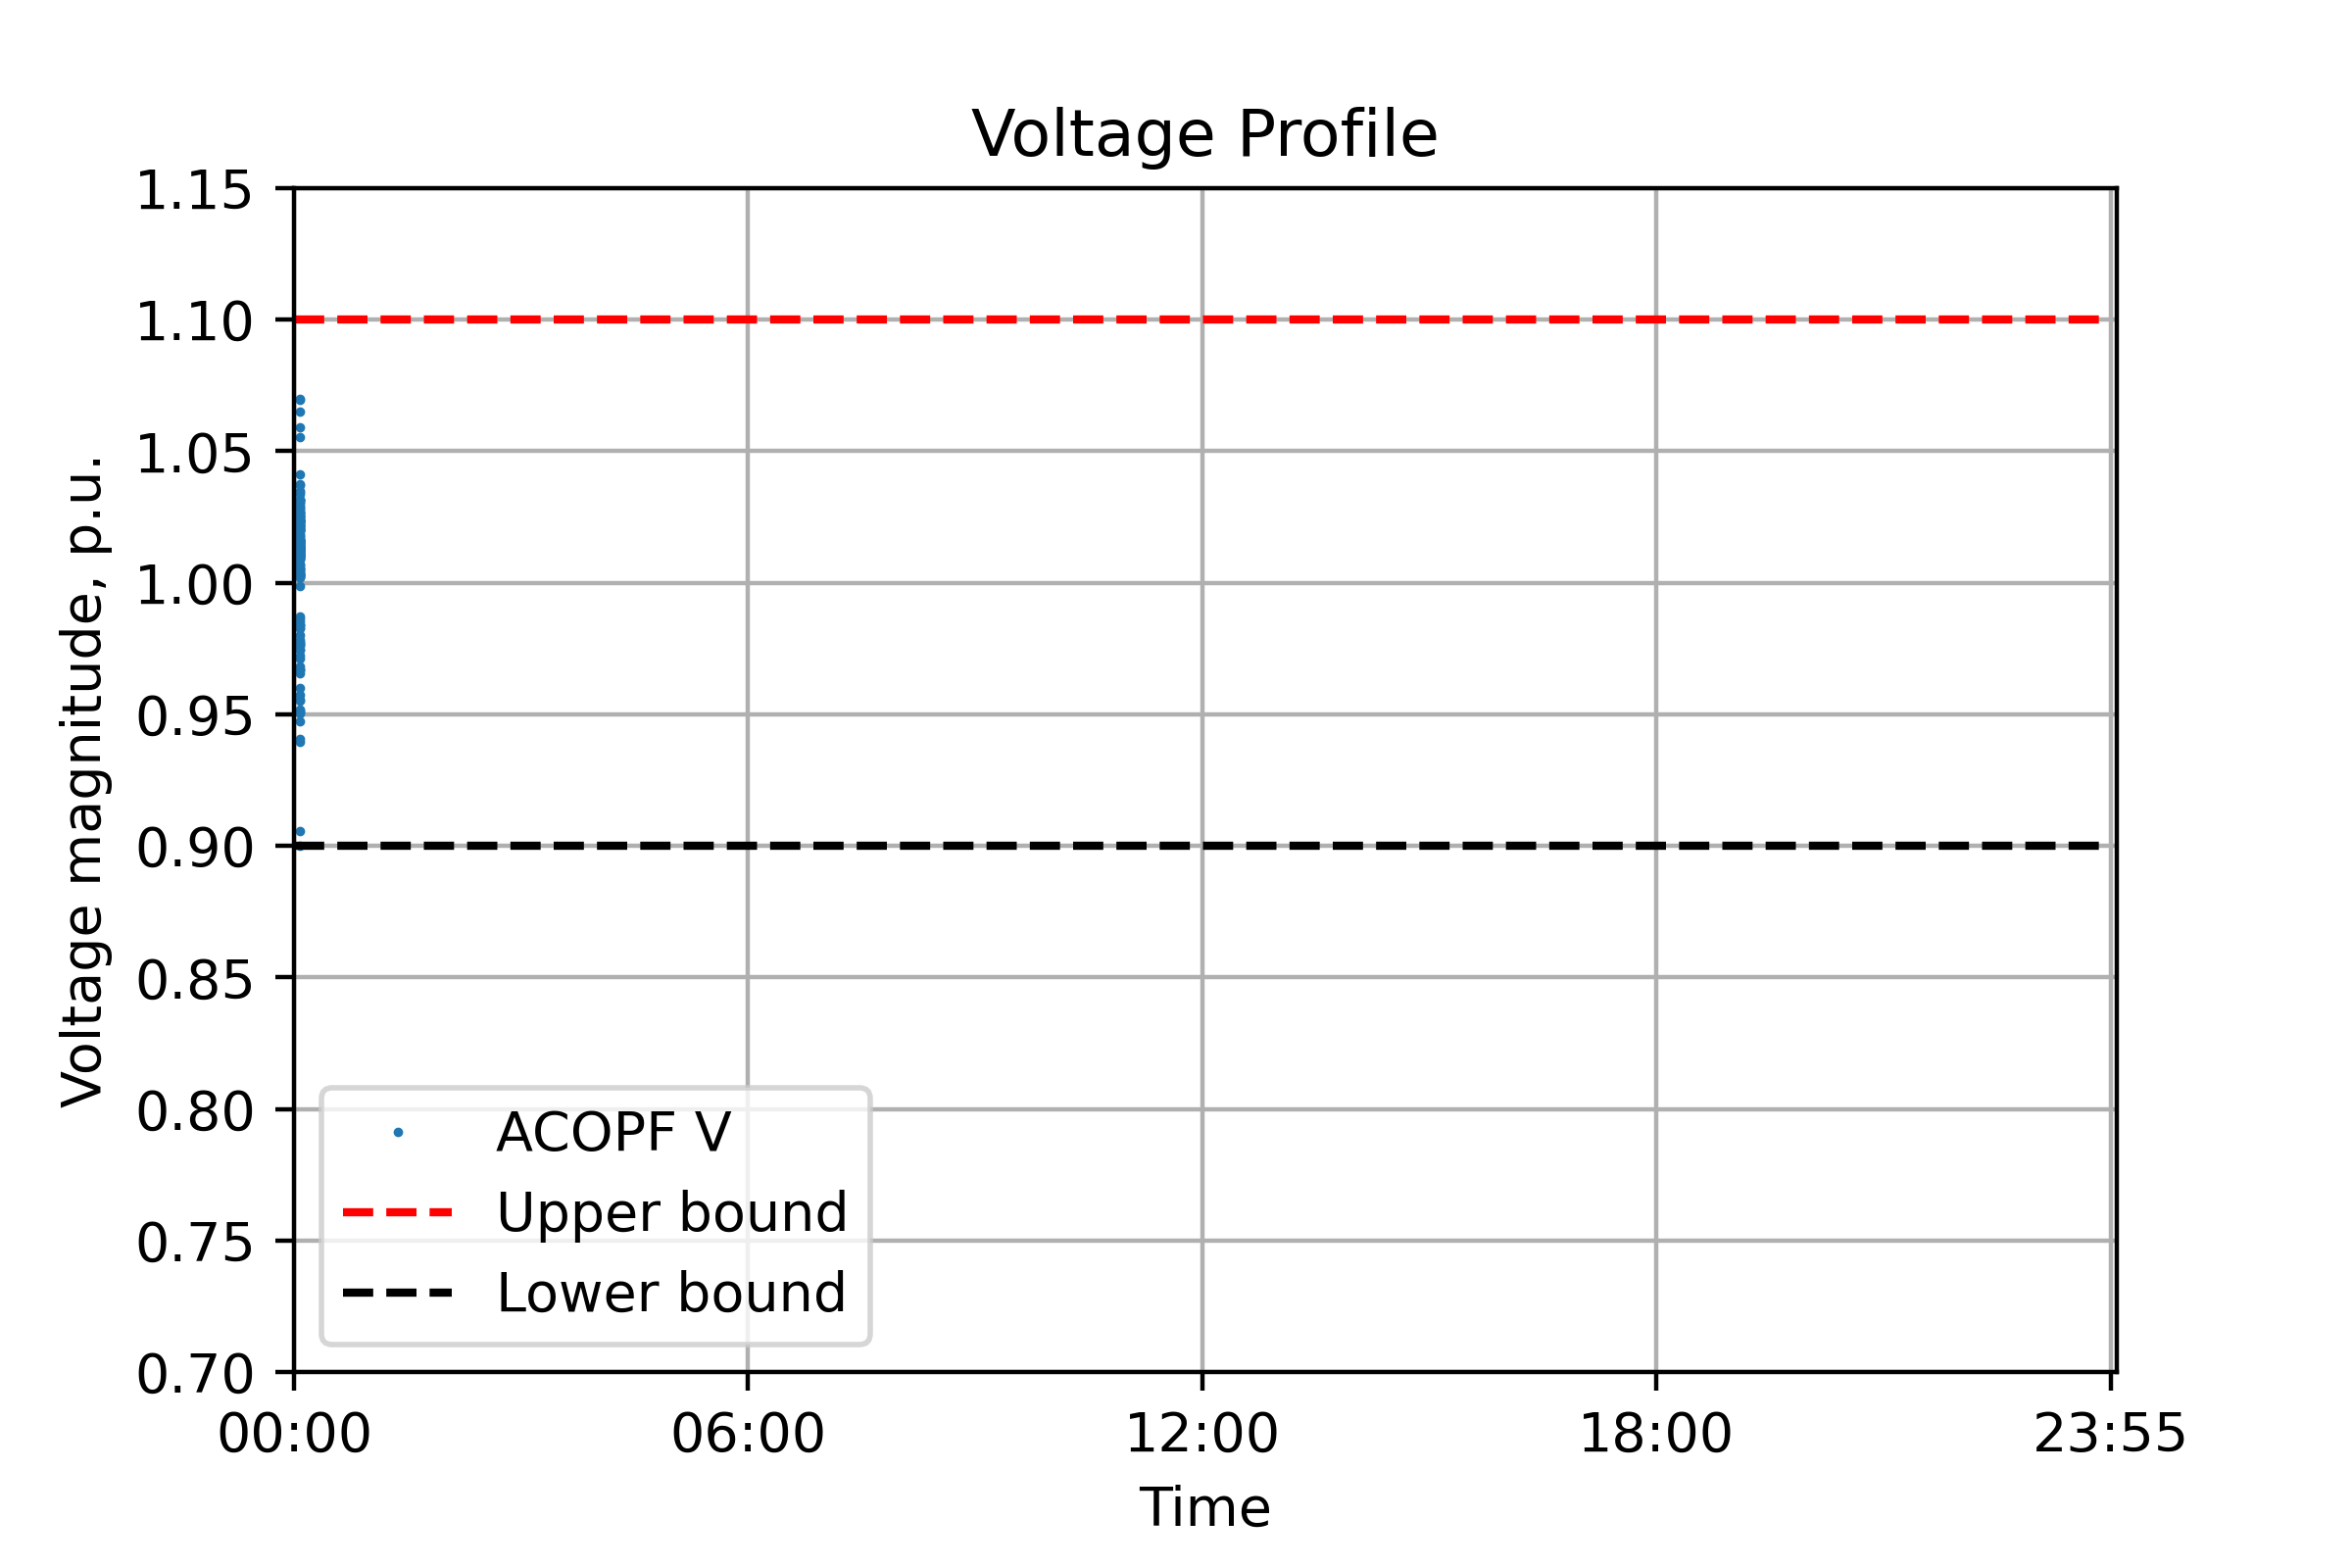 Voltage Profile
Voltage magnitude, p.u.
1.15
1.10
1.05
1.00
0.95
0.90
0.85
0.80
0.75
0.70
ACOPF V
Upper bound
Lower bound
00:00 06:00 12:00 18:00 23:55
Time